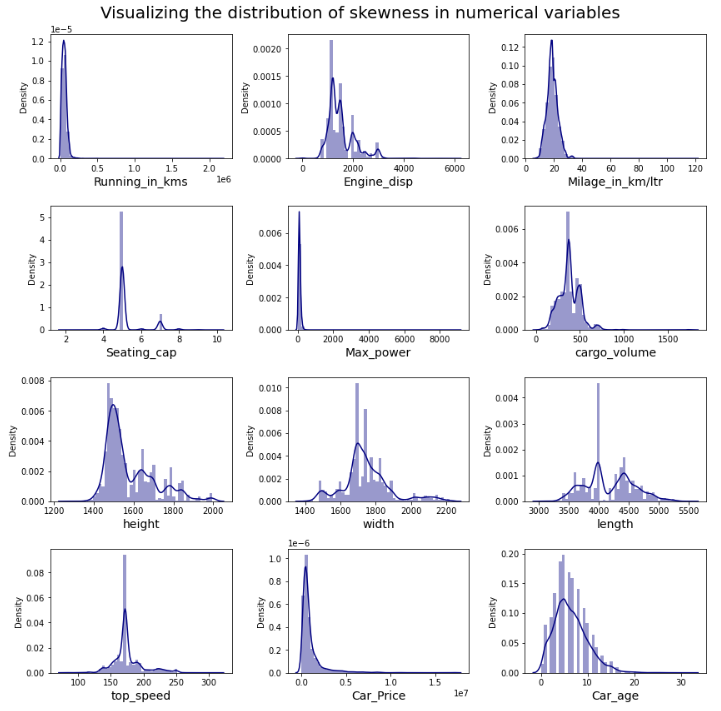 Visualizing the distribution of skewness in numerical variables
1e−5
1.2
1.0
0.8
0.6
0.4
0.2
0.0
Density
0.0 0.5 1.0 1.5 2.0
1e6
Running_in_kms
0.0020
0.0015
0.0010
0.0005
0.0000
Density
0 2000 4000 6000
Engine_disp
0.12
0.10
0.08
0.06
0.04
0.02
0.00
Density
0 20 40 60 80 100 120
Milage_in_km/ltr
5
4
3
2
1
0
Density
2 4 6 8 10
Seating_cap
0.006
0.004
0.002
0.000
Density
0 2000 4000 6000 8000
Max_power
0.006
0.004
0.002
0.000
Density
0 500 1000 1500
cargo_volume
0.008
0.006
0.004
0.002
0.000
Density
1200 1400 1600 1800 2000
height
0.010
0.008
0.006
0.004
0.002
0.000
Density
1400 1600 1800 2000 2200
width
0.005
0.004
0.003
0.002
0.001
0.000
Density
3000 3500 4000 4500 5000 5500
length
0.08
0.06
0.04
0.02
0.00
Density
100 150 200 250 300
top_speed
1e−6
1.0
0.8
0.6
0.4
0.2
0.0
Density
0.0 0.5 1.0 1.5
1e7
Car_Price
0.20
0.15
0.10
0.05
0.00
Density
0 10 20 30
Car_age